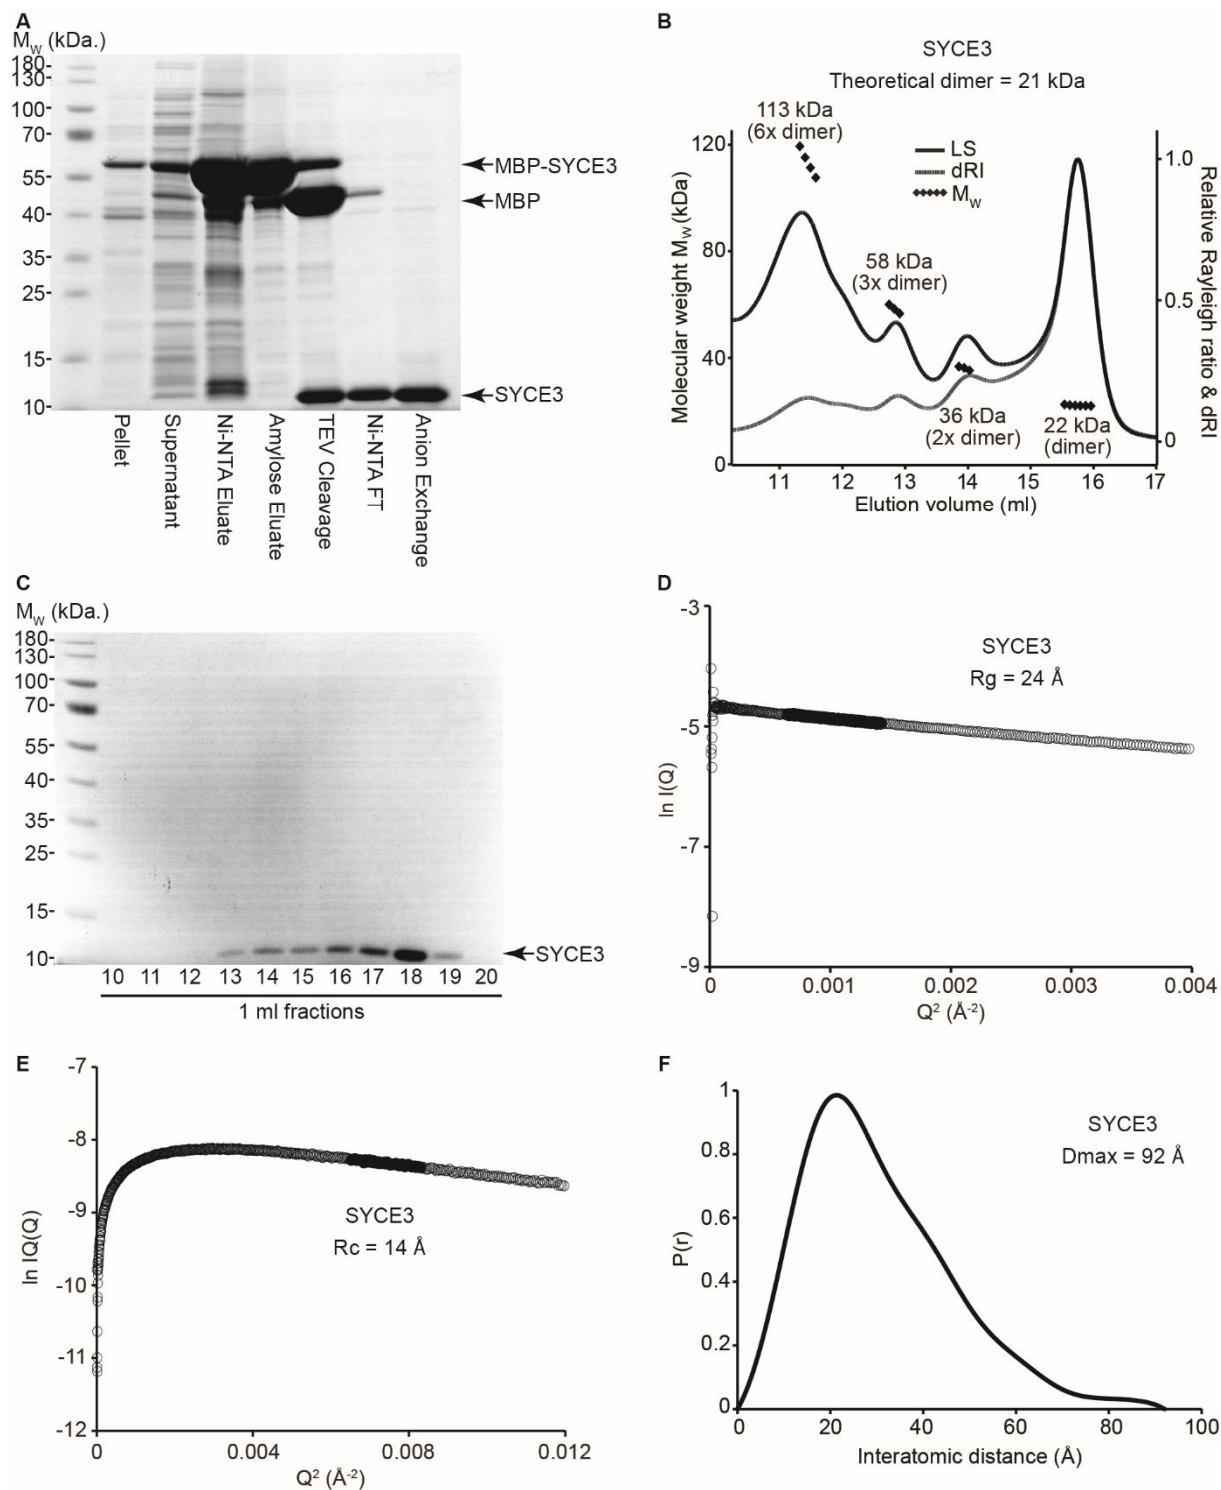 A
M_W (kDa.)
180-
130-
100-
70-
55-
40-
35-
25-
15-
10-
MBP-SYCE3
MBP
SYCE3
Pellet
Supernatant
Ni-NTA Eluate
Amylose Eluate
TEV Cleavage
Ni-NTA FT
Anion Exchange
B
SYCE3
Theoretical dimer = 21 kDa
113 kDa
(6x dimer)
LS
dRI
M_W
58 kDa
(3x dimer)
36 kDa
(2x dimer)
22 kDa
(dimer)
Molecular weight M_W (kDa)
120
80
40
0
Relative Rayleigh ratio & dRI
1.0
0.5
0
11 12 13 14 15 16 17
Elution volume (ml)
C
M_W (kDa.)
180-
130-
100-
70-
55-
40-
35-
25-
15-
10-
SYCE3
10 11 12 13 14 15 16 17 18 19 20
1 ml fractions
D
SYCE3
Rg = 24 Å
ln I(Q)
-3
-5
-7
-9
0 0.001 0.002 0.003 0.004
Q² (Å⁻²)
E
SYCE3
Rc = 14 Å
ln IQ(Q)
-7
-8
-9
-10
-11
-12
0 0.004 0.008 0.012
Q² (Å⁻²)
F
SYCE3
Dmax = 92 Å
P(r)
1
0.8
0.6
0.4
0.2
0
0 20 40 60 80 100
Interatomic distance (Å)